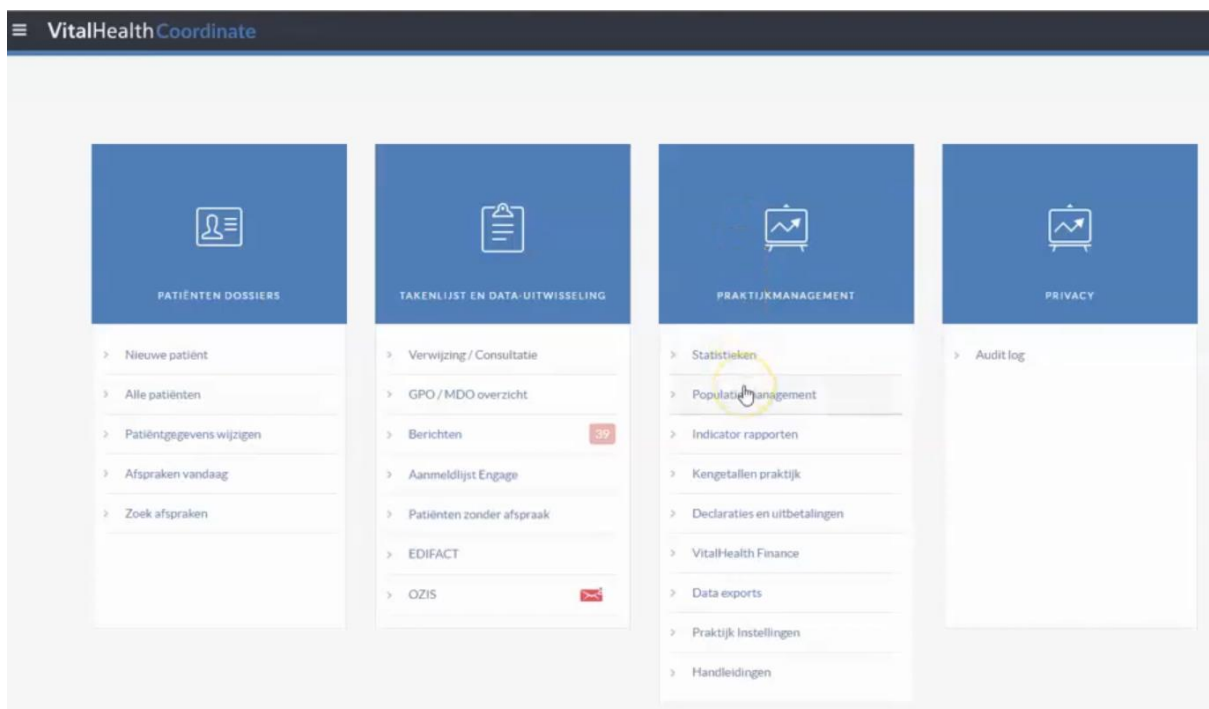 VitalHealth Coordinate
PATIËNTEN DOSSIERS
Nieuwe patiënt
Alle patiënten
Patiëntgegevens wijzigen
Afspraken vandaag
Zoek afspraken
TAKENLIJST EN DATA-UITWISSELING
Verwijzing / Consultatie
GPO / MDO overzicht
Berichten 39
Aanmeldlijst Engage
Patiënten zonder afspraak
EDIFACT
OZIS
PRAKTIJKMANAGEMENT
Statistieken
Populatiemanagement
Indicator rapporten
Kengetallen praktijk
Declaraties en uitbetalingen
VitalHealth Finance
Data exports
Praktijk Instellingen
Handleidingen
PRIVACY
Audit log